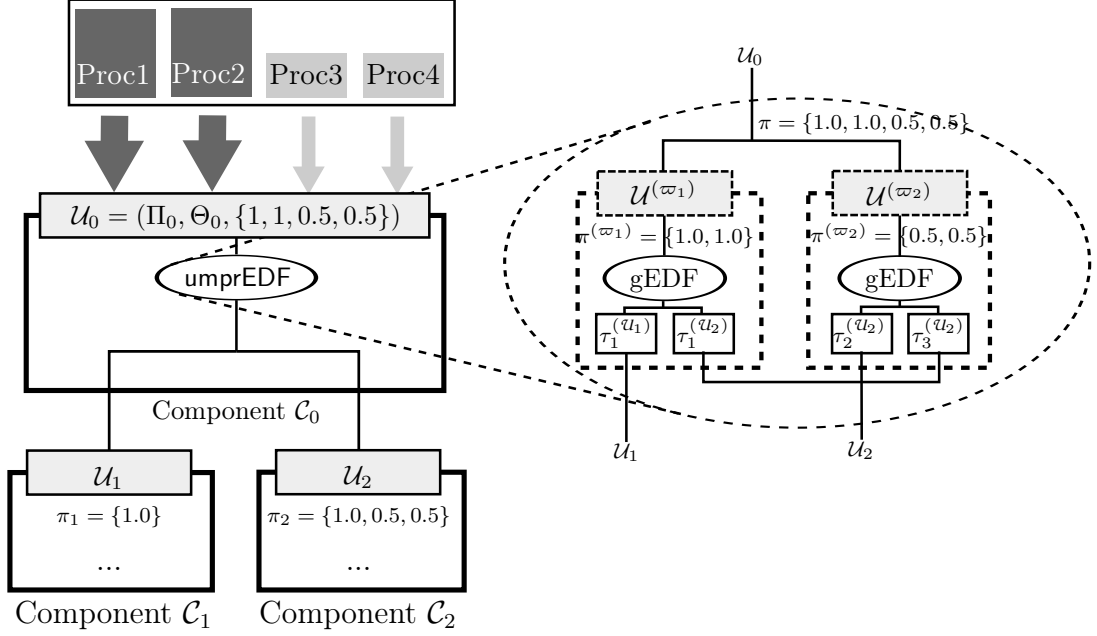 Proc1 Proc2 Proc3 Proc4
𝒰₀ = (Π₀, Θ₀, {1, 1, 0.5, 0.5})
umprEDF
Component 𝒞₀
𝒰₁
π₁ = {1.0}
...
Component 𝒞₁
𝒰₂
π₂ = {1.0, 0.5, 0.5}
...
Component 𝒞₂
𝒰₀
π = {1.0, 1.0, 0.5, 0.5}
𝒰^(ϖ₁)
π^(ϖ₁) = {1.0, 1.0}
gEDF
τ₁^(𝒰₁) τ₁^(𝒰₂)
𝒰^(ϖ₂)
π^(ϖ₂) = {0.5, 0.5}
gEDF
τ₂^(𝒰₂) τ₃^(𝒰₂)
𝒰₁
𝒰₂